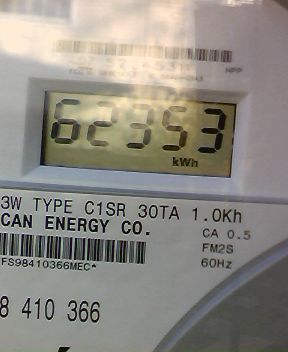 62353
kWh
3W TYPE C1SR 30TA 1.0Kh
CAN ENERGY CO.
CA 0.5
FM2S
60Hz
FS98410366MEC*
8 410 366